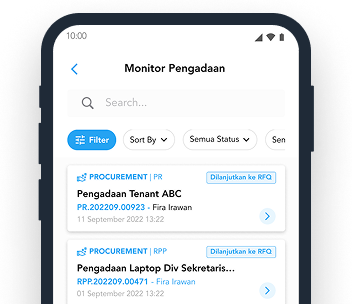 10:00
Monitor Pengadaan
Search...
Filter
Sort By
Semua Status
Sen
PROCUREMENT | PR
Dilanjutkan ke RFQ
Pengadaan Tenant ABC
PR.202209.00923 - Fira Irawan
11 September 2022 13:22
PROCUREMENT | RPP
Dilanjutkan ke RFQ
Pengadaan Laptop Div Sekretaris...
RPP.202209.00471 - Fira Irawan
01 September 2022 13:22